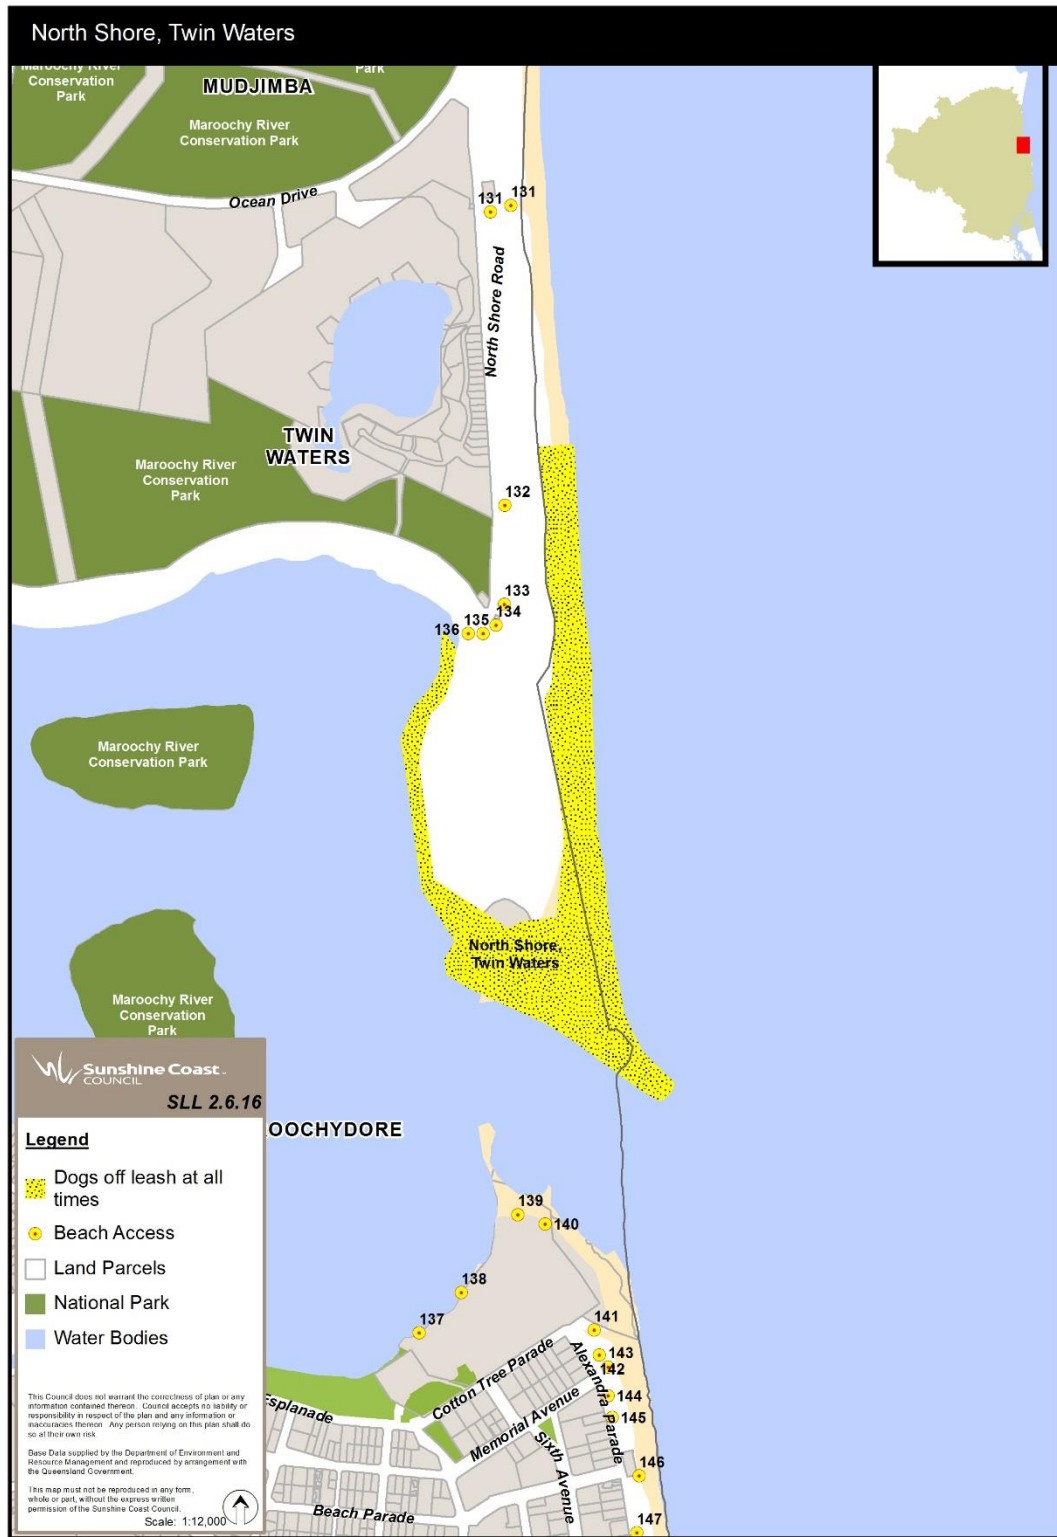 North Shore, Twin Waters
Maroochy River
Conservation
Park
Park
MUDJIMBA
Maroochy River
Conservation Park
Ocean Drive
131
131
North Shore Road
TWIN
WATERS
Maroochy River
Conservation
Park
132
133
134
135
136
Maroochy River
Conservation Park
North Shore,
Twin Waters
Maroochy River
Conservation
Park
Sunshine Coast
COUNCIL
SLL 2.6.16
OOCHYDORE
Legend
Dogs off leash at all
times
Beach Access
Land Parcels
National Park
Water Bodies
139
140
138
137
141
143
142
144
145
146
147
Cotton Tree Parade
Alexandra Parade
Memorial Avenue
Sixth Avenue
Esplanade
Beach Parade
This Council does not warrant the correctness of plan or any
information contained thereon. Council accepts no liability or
responsibility in respect of the plan and any information or
inaccuracies thereon. Any person relying on this plan shall do
so at their own risk.
Base Data supplied by the Department of Environment and
Resource Management and reproduced by arrangement with
the Queensland Government.
This map must not be reproduced in any form,
whole or part, without the express written
permission of the Sunshine Coast Council.
Scale: 1:12,000